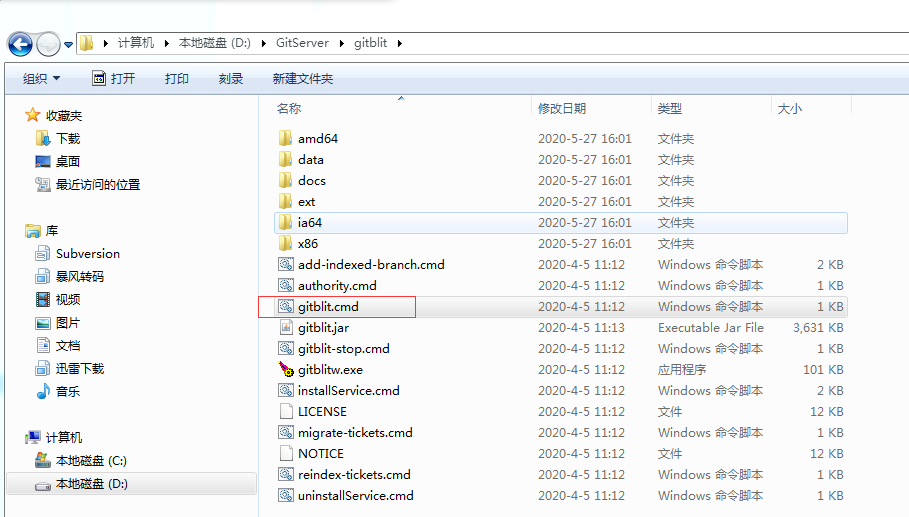 计算机 本地磁盘 (D:) GitServer gitblit
组织 打开 打印 刻录 新建文件夹
收藏夹
下载
桌面
最近访问的位置
库
Subversion
暴风转码
视频
图片
文档
迅雷下载
音乐
计算机
本地磁盘 (C:)
本地磁盘 (D:)
名称 修改日期 类型 大小
amd64 2020-5-27 16:01 文件夹
data 2020-5-27 16:01 文件夹
docs 2020-5-27 16:01 文件夹
ext 2020-5-27 16:01 文件夹
ia64 2020-5-27 16:01 文件夹
x86 2020-5-27 16:01 文件夹
add-indexed-branch.cmd 2020-4-5 11:12 Windows 命令脚本 2 KB
authority.cmd 2020-4-5 11:12 Windows 命令脚本 1 KB
gitblit.cmd 2020-4-5 11:12 Windows 命令脚本 1 KB
gitblit.jar 2020-4-5 11:13 Executable Jar File 3,631 KB
gitblit-stop.cmd 2020-4-5 11:12 Windows 命令脚本 1 KB
gitblitw.exe 2020-4-5 11:12 应用程序 101 KB
installService.cmd 2020-4-5 11:12 Windows 命令脚本 2 KB
LICENSE 2020-4-5 11:12 文件 12 KB
migrate-tickets.cmd 2020-4-5 11:12 Windows 命令脚本 1 KB
NOTICE 2020-4-5 11:12 文件 12 KB
reindex-tickets.cmd 2020-4-5 11:12 Windows 命令脚本 1 KB
uninstallService.cmd 2020-4-5 11:12 Windows 命令脚本 1 KB